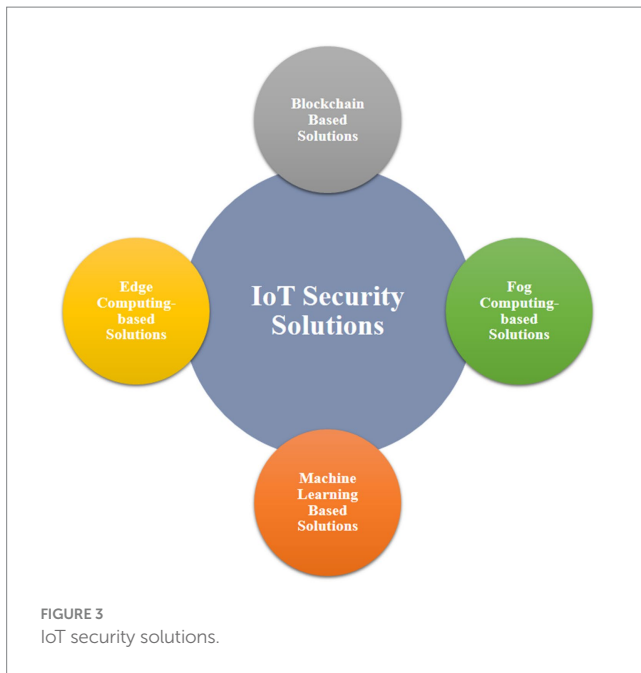 Blockchain
Based
Solutions
Edge
Computing-
based
Solutions
IoT Security
Solutions
Fog
Computing-
based
Solutions
Machine
Learning
Based
Solutions
FIGURE 3
IoT security solutions.